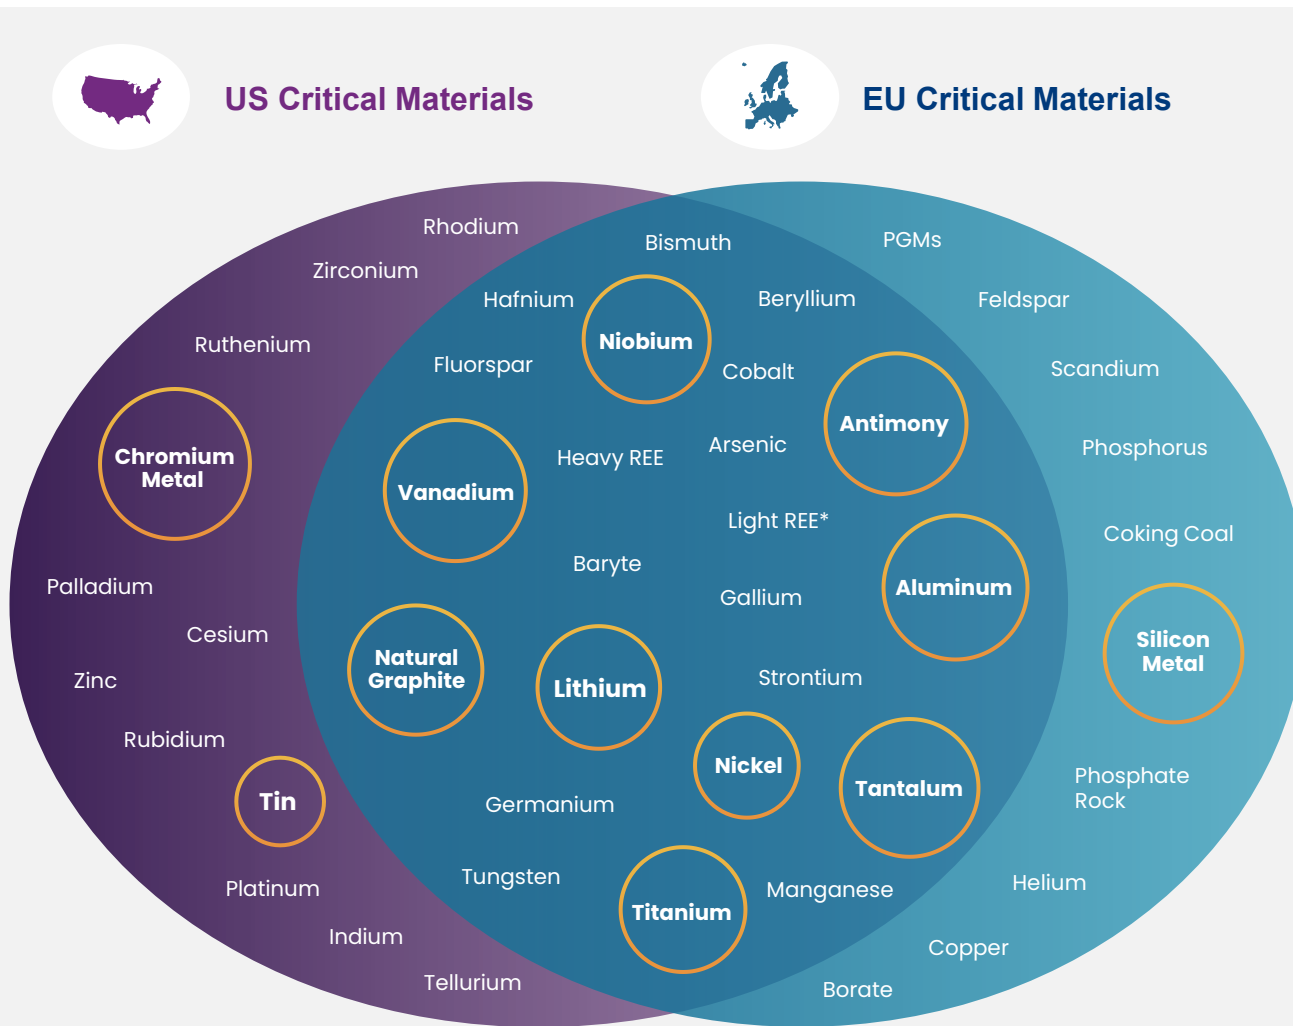 US Critical Materials
EU Critical Materials
Rhodium
Zirconium
Ruthenium
Chromium
Metal
Palladium
Cesium
Zinc
Rubidium
Tin
Platinum
Indium
Tellurium
Bismuth
Hafnium
Beryllium
Niobium
Fluorspar
Cobalt
Antimony
Arsenic
Heavy REE
Vanadium
Light REE*
Baryte
Aluminum
Gallium
Natural
Graphite
Lithium
Strontium
Nickel
Tantalum
Germanium
Tungsten
Manganese
Titanium
PGMs
Feldspar
Scandium
Phosphorus
Coking Coal
Silicon
Metal
Phosphate
Rock
Helium
Copper
Borate